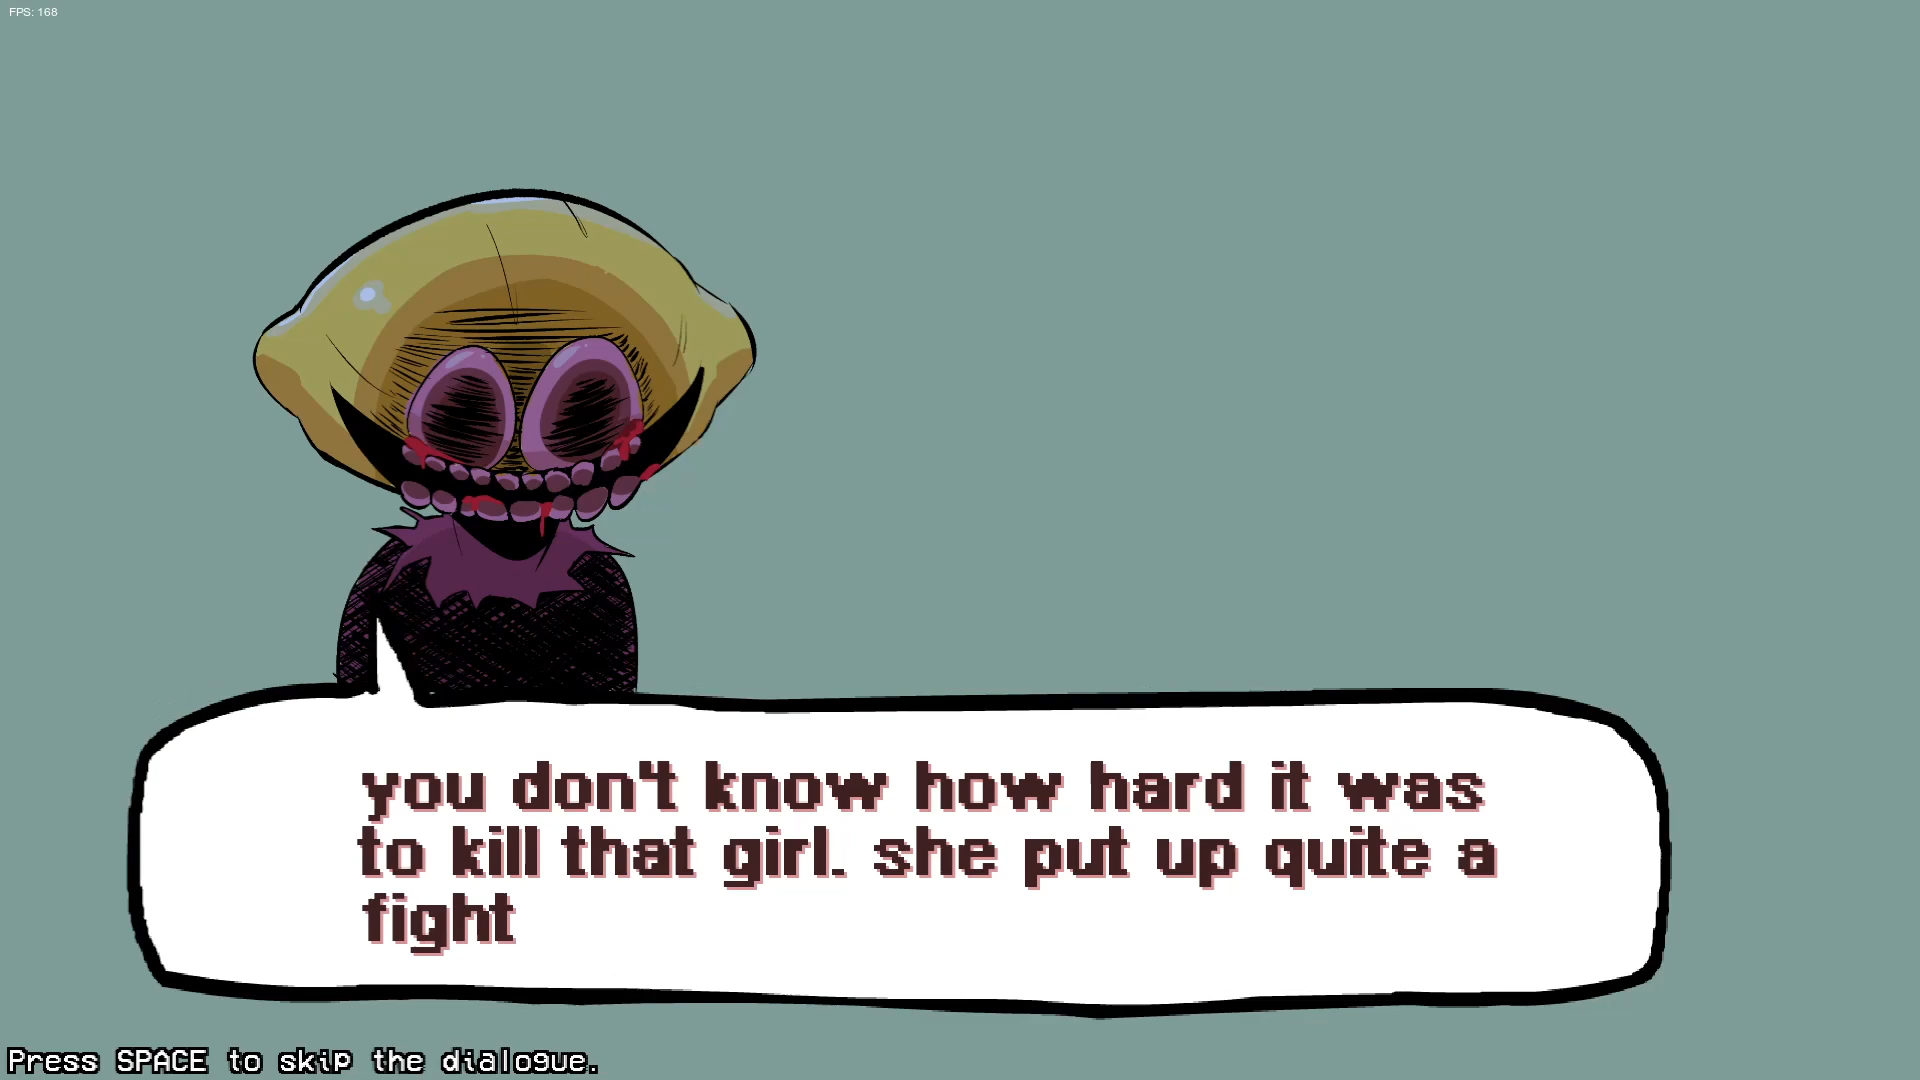 FPS: 168
you don't know how hard it was
to kill that girl. she put up quite a
fight
Press SPACE to skip the dialogue.